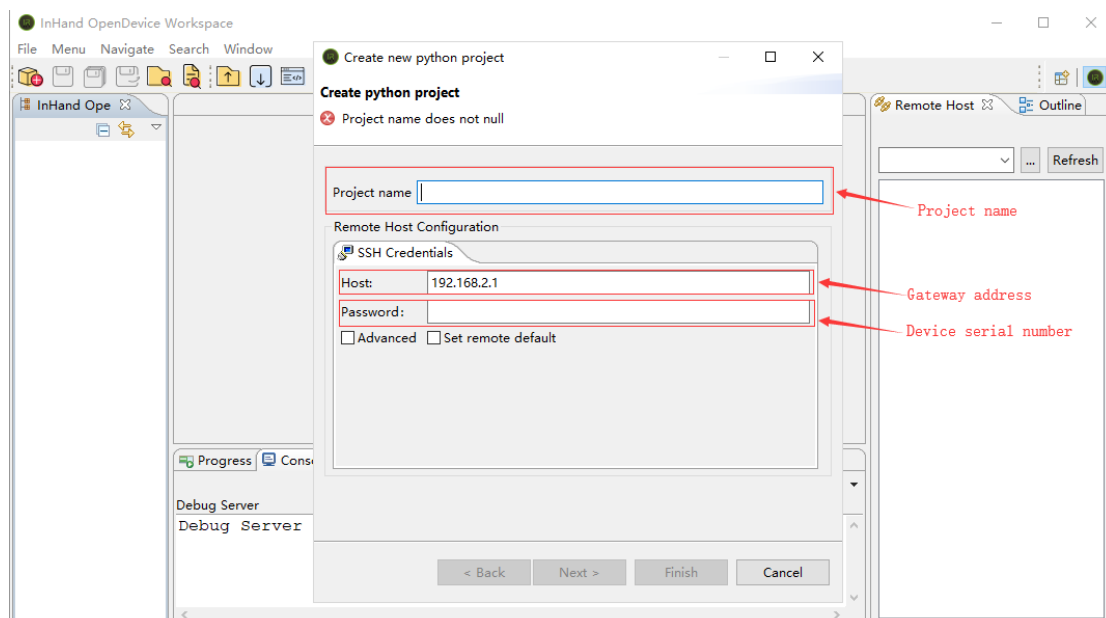 InHand OpenDevice Workspace
File Menu Navigate Search Window
InHand Ope
Create new python project
Create python project
Project name does not null
Project name
Remote Host Configuration
SSH Credentials
Host: 192.168.2.1
Password:
Advanced Set remote default
< Back Next > Finish Cancel
Progress Conso
Debug Server
Debug Server
Remote Host Outline
... Refresh
Project name
Gateway address
Device serial number